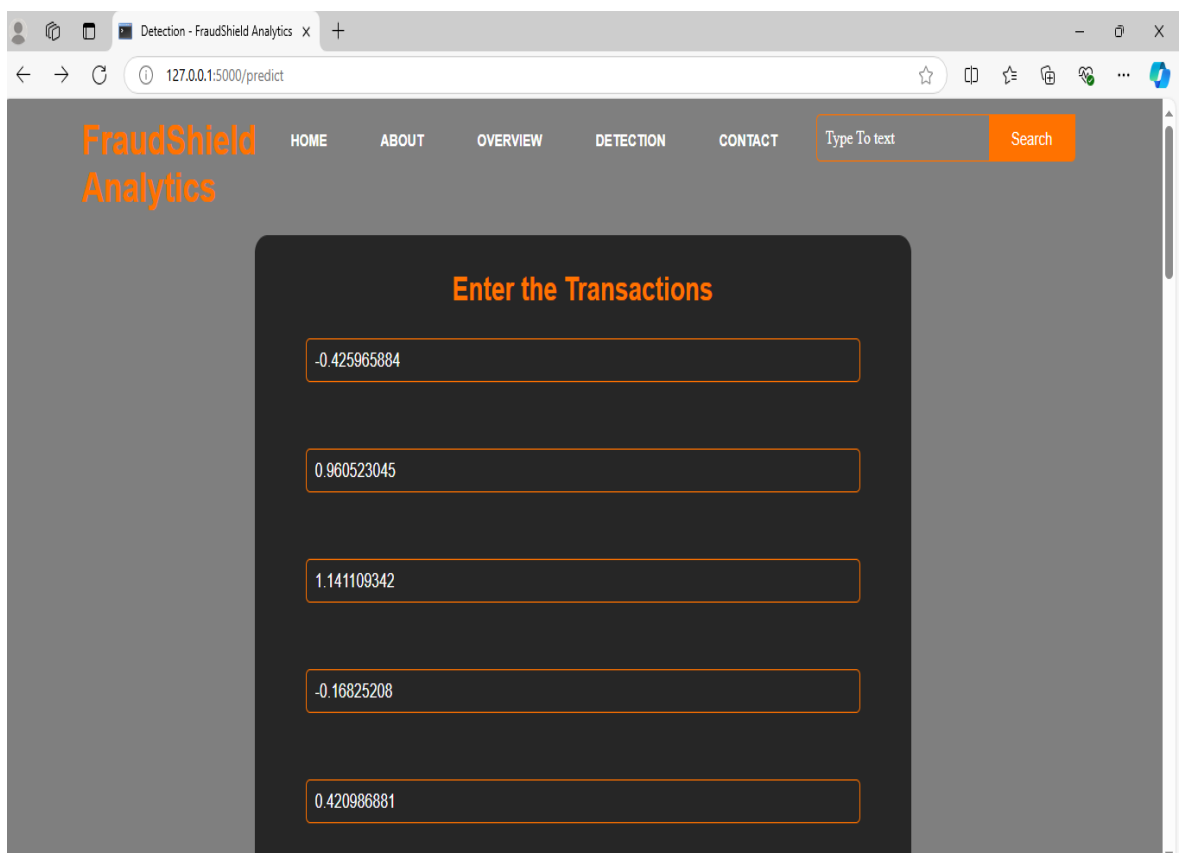 Detection - FraudShield Analytics
127.0.0.1:5000/predict
FraudShield Analytics
HOME ABOUT OVERVIEW DETECTION CONTACT Type To text Search
Enter the Transactions
-0.425965884
0.960523045
1.141109342
-0.16825208
0.420986881